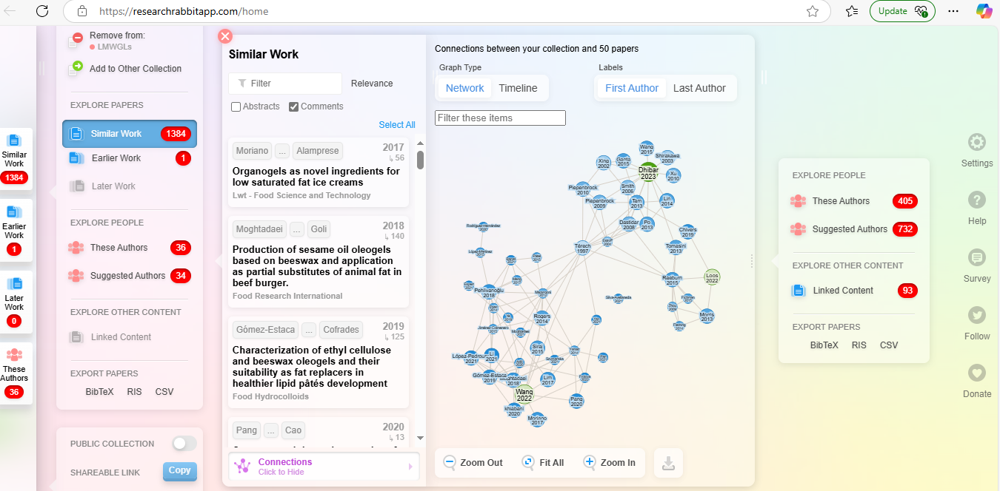 https://researchrabbitapp.com/home
Update
Similar
Work
1384
Earlier
Work
1
Later
Work
0
These
Authors
36
Remove from:
LMWGLs
Add to Other Collection
EXPLORE PAPERS
Similar Work
1384
Earlier Work
1
Later Work
EXPLORE PEOPLE
These Authors
36
Suggested Authors
34
EXPLORE OTHER CONTENT
Linked Content
EXPORT PAPERS
BibTeX RIS CSV
PUBLIC COLLECTION
SHAREABLE LINK
Copy
Similar Work
Filter
Relevance
Abstracts
Comments
Select All
Moriano ... Alamprese
2017
56
Organogels as novel ingredients for
low saturated fat ice creams
Lwt - Food Science and Technology
Moghtadaei ... Goli
2018
140
Production of sesame oil oleogels
based on beeswax and application
as partial substitutes of animal fat in
beef burger.
Food Research International
Gómez-Estaca ... Cofrades
2019
125
Characterization of ethyl cellulose
and beeswax oleogels and their
suitability as fat replacers in
healthier lipid pâtés development
Food Hydrocolloids
Pang ... Cao
2020
13
Connections
Click to Hide
Connections between your collection and 50 papers
Graph Type
Network
Timeline
Labels
First Author
Last Author
Filter these items
Wang
2015
Shirakawa
2003
Xing
2002
Ganta
2015
Dhibar
2023
Xu
2010
Smith
2006
Piepenbrock
2010
Piepenbrock
2009
Tam
2013
Lin
2014
Dastidar
2008
Po
2013
Chivers
2019
Térech
1997
Tomasini
2013
Raeburn
2015
Loos
2022
Morris
2013
Fleming
2014
Pehlivanoğlu
2018
Rogers
2014
Siraj
2015
López-Pedrouso
2021
Li
2021
Gómez-Estaca
2019
Moghtadaei
2018
Lim
2017
Wang
2022
Pang
2020
khiabani
2020
Moriano
2017
Zoom Out
Fit All
Zoom In
EXPLORE PEOPLE
These Authors
405
Suggested Authors
732
EXPLORE OTHER CONTENT
Linked Content
93
EXPORT PAPERS
BibTeX RIS CSV
Settings
Help
Survey
Follow
Donate